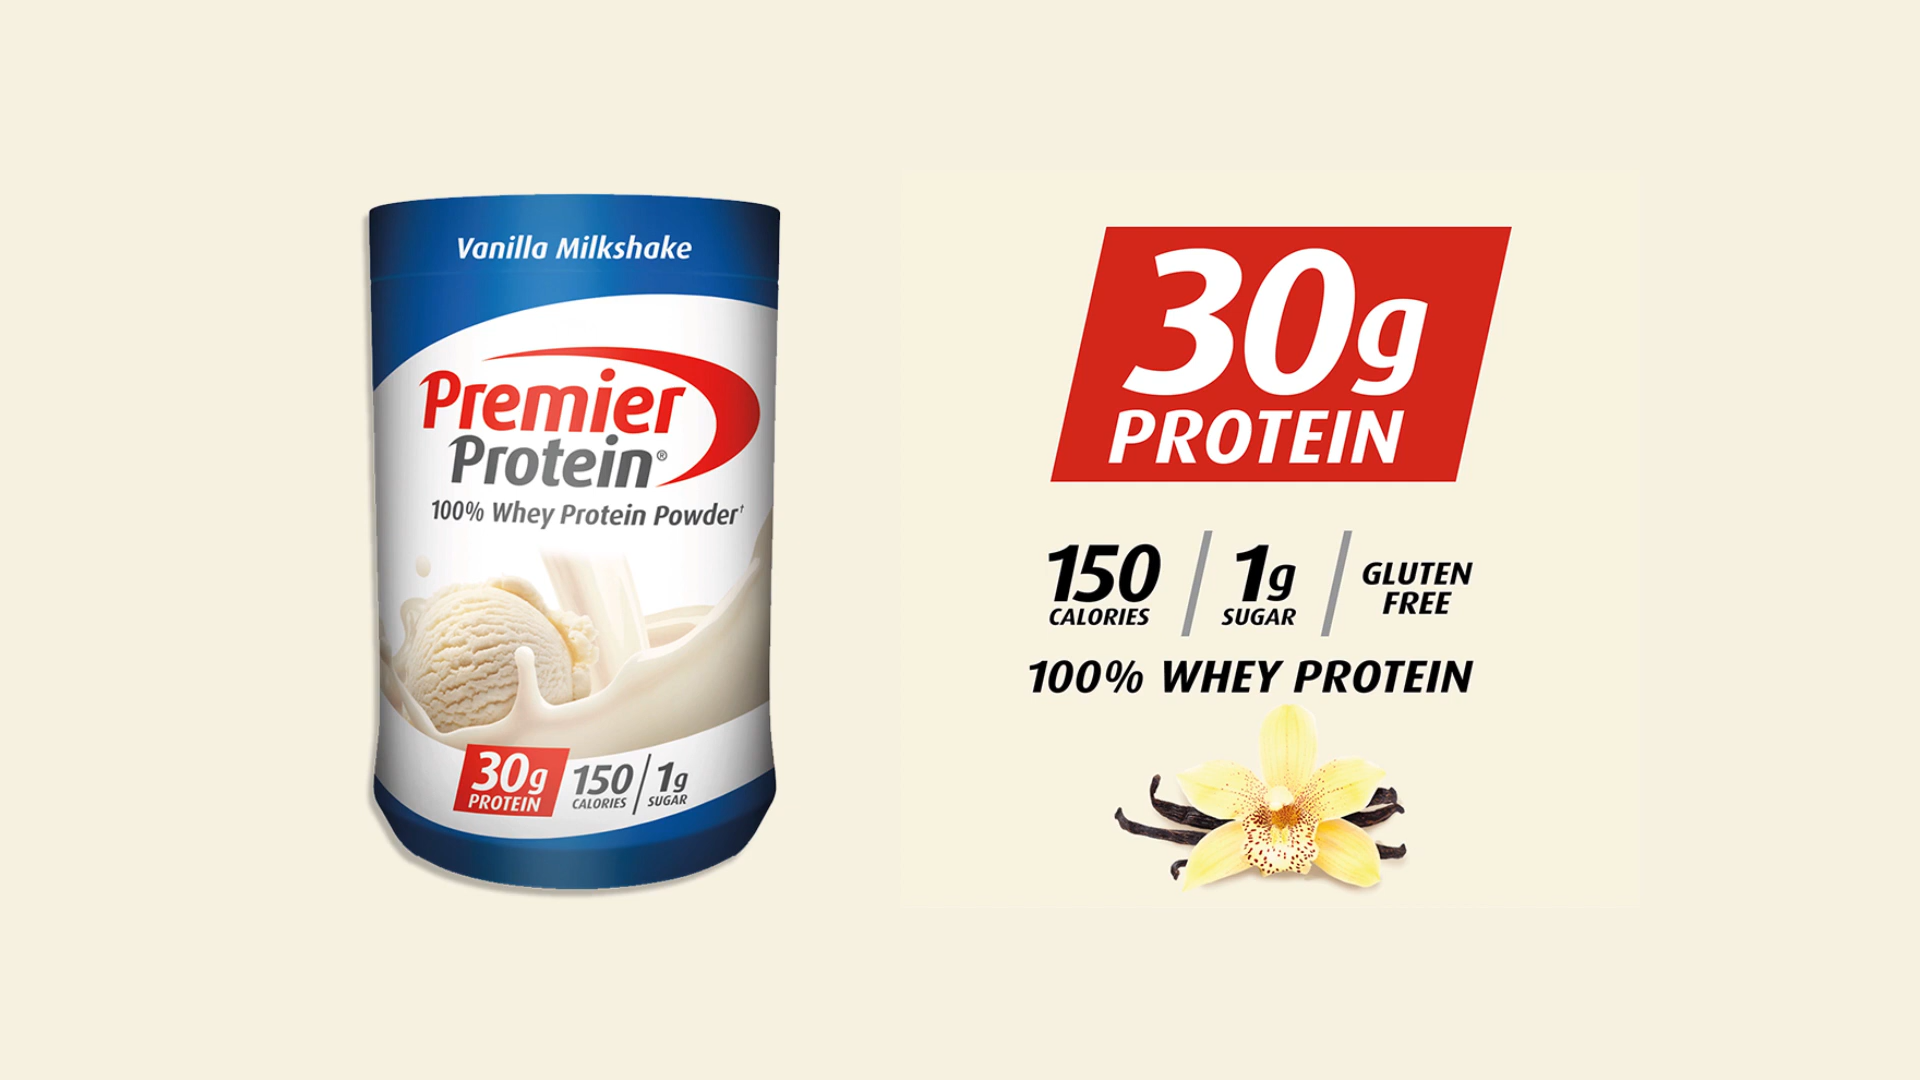 Vanilla Milkshake
Premier
Protein®
100% Whey Protein Powder†
30g
PROTEIN
150
CALORIES
1g
SUGAR
30g
PROTEIN
150
CALORIES
1g
SUGAR
GLUTEN
FREE
100% WHEY PROTEIN